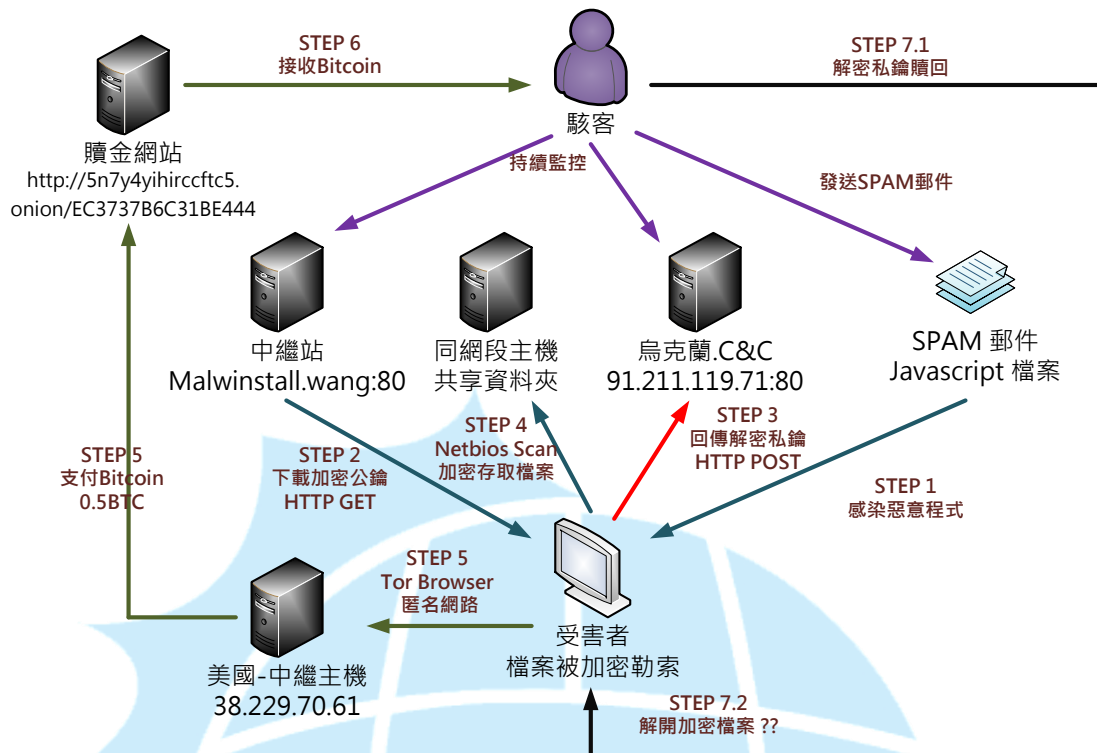 STEP 6
接收Bitcoin
STEP 7.1
解密私鑰贖回
駭客
贖金網站
http://5n7y4yihirccftc5.
onion/EC3737B6C31BE444
持續監控
發送SPAM郵件
中繼站
Malwinstall.wang:80
同網段主機
共享資料夾
烏克蘭.C&C
91.211.119.71:80
SPAM 郵件
Javascript 檔案
STEP 5
支付Bitcoin
0.5BTC
STEP 2
下載加密公鑰
HTTP GET
STEP 4
Netbios Scan
加密存取檔案
STEP 3
回傳解密私鑰
HTTP POST
STEP 1
感染惡意程式
STEP 5
Tor Browser
匿名網路
美國-中繼主機
38.229.70.61
受害者
檔案被加密勒索
STEP 7.2
解開加密檔案 ??